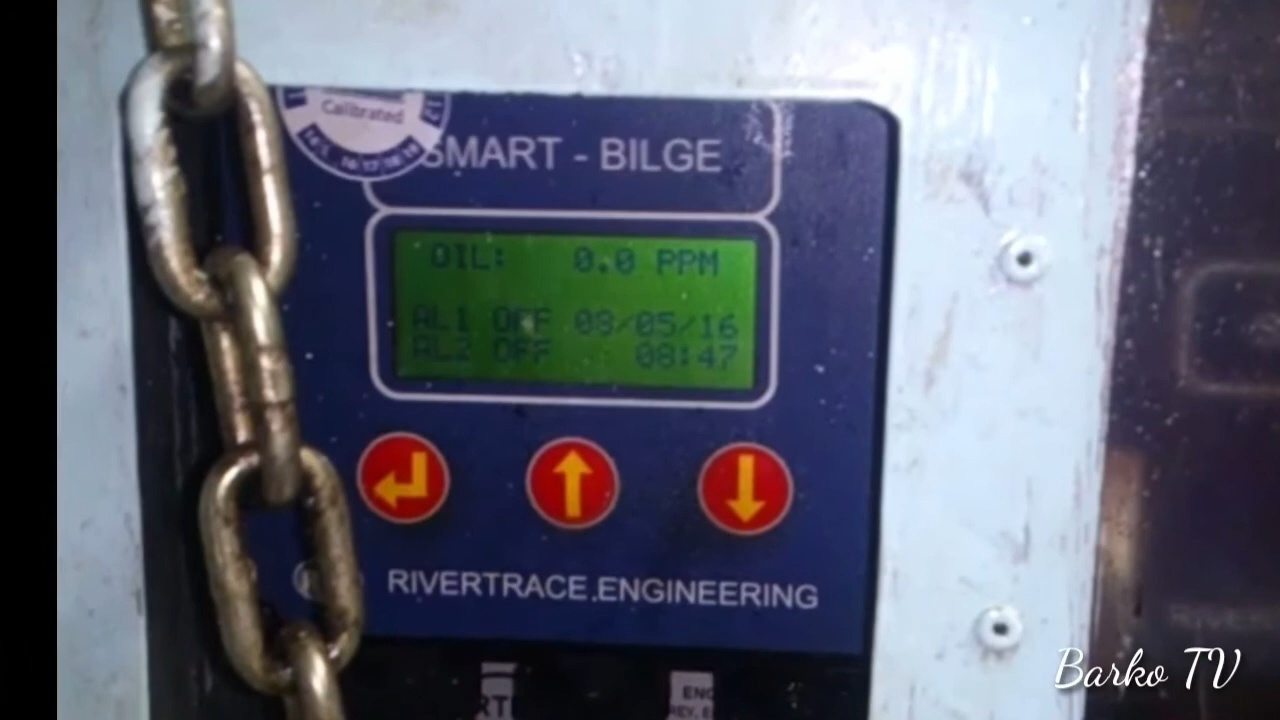 Calibrated
SMART - BILGE
OIL: 0.0 PPM
AL1 OFF 08/05/16
AL2 OFF 08:47
RIVERTRACE ENGINEERING
Barko TV